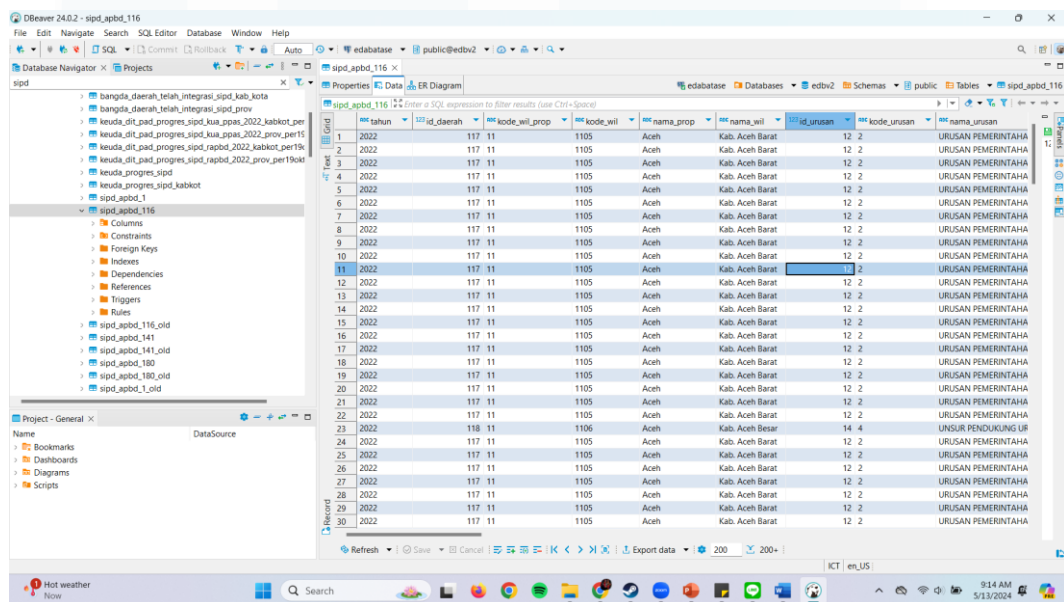 DBeaver 24.0.2 - sipd_apbd_116
File Edit Navigate Search SQL Editor Database Window Help
SQL Commit Rollback Auto edabatase public@edbv2
Database Navigator Projects
sipd_apbd_116
sipd
Properties Data ER Diagram
edabatase Databases edbv2 Schemas public Tables sipd_apbd_116
sipd_apbd_116 Enter a SQL expression to filter results (use Ctrl+Space)
bangda_daerah_telah_integrasi_sipd_kab_kota
bangda_daerah_telah_integrasi_sipd_prov
keuda_dit_pad_progres_sipd_kua_ppas_2022_kabkot_per
keuda_dit_pad_progres_sipd_kua_ppas_2022_prov_per19
keuda_dit_pad_progres_sipd_rapbd_2022_kabkot_per19ok
keuda_dit_pad_progres_sipd_rapbd_2022_prov_per19okt
keuda_progres_sipd
keuda_progres_sipd_kabkot
sipd_apbd_1
sipd_apbd_116
Columns
Constraints
Foreign Keys
Indexes
Dependencies
References
Triggers
Rules
sipd_apbd_116_old
sipd_apbd_141
sipd_apbd_141_old
sipd_apbd_180
sipd_apbd_180_old
sipd_apbd_1_old
Project - General
Name DataSource
Bookmarks
Dashboards
Diagrams
Scripts
Grid
Text
Record
Panels
tahun id_daerah kode_wil_prop kode_wil nama_prop nama_wil id_urusan kode_urusan nama_urusan
1 2022 117 11 1105 Aceh Kab. Aceh Barat 12 2 URUSAN PEMERINTAHA
2 2022 117 11 1105 Aceh Kab. Aceh Barat 12 2 URUSAN PEMERINTAHA
3 2022 117 11 1105 Aceh Kab. Aceh Barat 12 2 URUSAN PEMERINTAHA
4 2022 117 11 1105 Aceh Kab. Aceh Barat 12 2 URUSAN PEMERINTAHA
5 2022 117 11 1105 Aceh Kab. Aceh Barat 12 2 URUSAN PEMERINTAHA
6 2022 117 11 1105 Aceh Kab. Aceh Barat 12 2 URUSAN PEMERINTAHA
7 2022 117 11 1105 Aceh Kab. Aceh Barat 12 2 URUSAN PEMERINTAHA
8 2022 117 11 1105 Aceh Kab. Aceh Barat 12 2 URUSAN PEMERINTAHA
9 2022 117 11 1105 Aceh Kab. Aceh Barat 12 2 URUSAN PEMERINTAHA
10 2022 117 11 1105 Aceh Kab. Aceh Barat 12 2 URUSAN PEMERINTAHA
11 2022 117 11 1105 Aceh Kab. Aceh Barat 12 2 URUSAN PEMERINTAHA
12 2022 117 11 1105 Aceh Kab. Aceh Barat 12 2 URUSAN PEMERINTAHA
13 2022 117 11 1105 Aceh Kab. Aceh Barat 12 2 URUSAN PEMERINTAHA
14 2022 117 11 1105 Aceh Kab. Aceh Barat 12 2 URUSAN PEMERINTAHA
15 2022 117 11 1105 Aceh Kab. Aceh Barat 12 2 URUSAN PEMERINTAHA
16 2022 117 11 1105 Aceh Kab. Aceh Barat 12 2 URUSAN PEMERINTAHA
17 2022 117 11 1105 Aceh Kab. Aceh Barat 12 2 URUSAN PEMERINTAHA
18 2022 117 11 1105 Aceh Kab. Aceh Barat 12 2 URUSAN PEMERINTAHA
19 2022 117 11 1105 Aceh Kab. Aceh Barat 12 2 URUSAN PEMERINTAHA
20 2022 117 11 1105 Aceh Kab. Aceh Barat 12 2 URUSAN PEMERINTAHA
21 2022 117 11 1105 Aceh Kab. Aceh Barat 12 2 URUSAN PEMERINTAHA
22 2022 117 11 1105 Aceh Kab. Aceh Barat 12 2 URUSAN PEMERINTAHA
23 2022 118 11 1106 Aceh Kab. Aceh Besar 14 4 UNSUR PENDUKUNG UR
24 2022 117 11 1105 Aceh Kab. Aceh Barat 12 2 URUSAN PEMERINTAHA
25 2022 117 11 1105 Aceh Kab. Aceh Barat 12 2 URUSAN PEMERINTAHA
26 2022 117 11 1105 Aceh Kab. Aceh Barat 12 2 URUSAN PEMERINTAHA
27 2022 117 11 1105 Aceh Kab. Aceh Barat 12 2 URUSAN PEMERINTAHA
28 2022 117 11 1105 Aceh Kab. Aceh Barat 12 2 URUSAN PEMERINTAHA
29 2022 117 11 1105 Aceh Kab. Aceh Barat 12 2 URUSAN PEMERINTAHA
30 2022 117 11 1105 Aceh Kab. Aceh Barat 12 2 URUSAN PEMERINTAHA
Refresh Save Cancel Export data 200 200+
ICT en_US
Hot weather
Now
Search
9:14 AM
5/13/2024